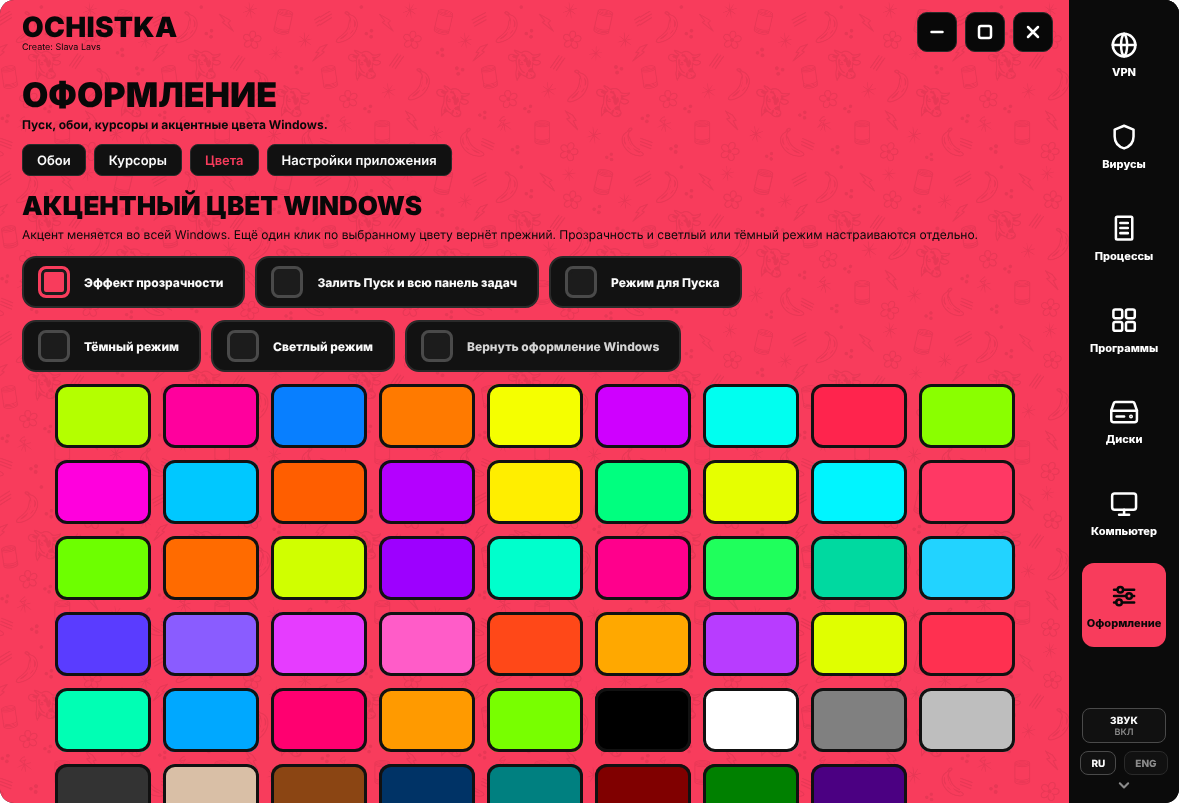 OCHISTKA
Create: Slava Lavs
ОФОРМЛЕНИЕ
Пуск, обои, курсоры и акцентные цвета Windows.
Обои
Курсоры
Цвета
Настройки приложения
АКЦЕНТНЫЙ ЦВЕТ WINDOWS
Акцент меняется во всей Windows. Ещё один клик по выбранному цвету вернёт прежний. Прозрачность и светлый или тёмный режим настраиваются отдельно.
Эффект прозрачности
Залить Пуск и всю панель задач
Режим для Пуска
Тёмный режим
Светлый режим
Вернуть оформление Windows
VPN
Вирусы
Процессы
Программы
Диски
Компьютер
Оформление
ЗВУК
ВКЛ
RU
ENG